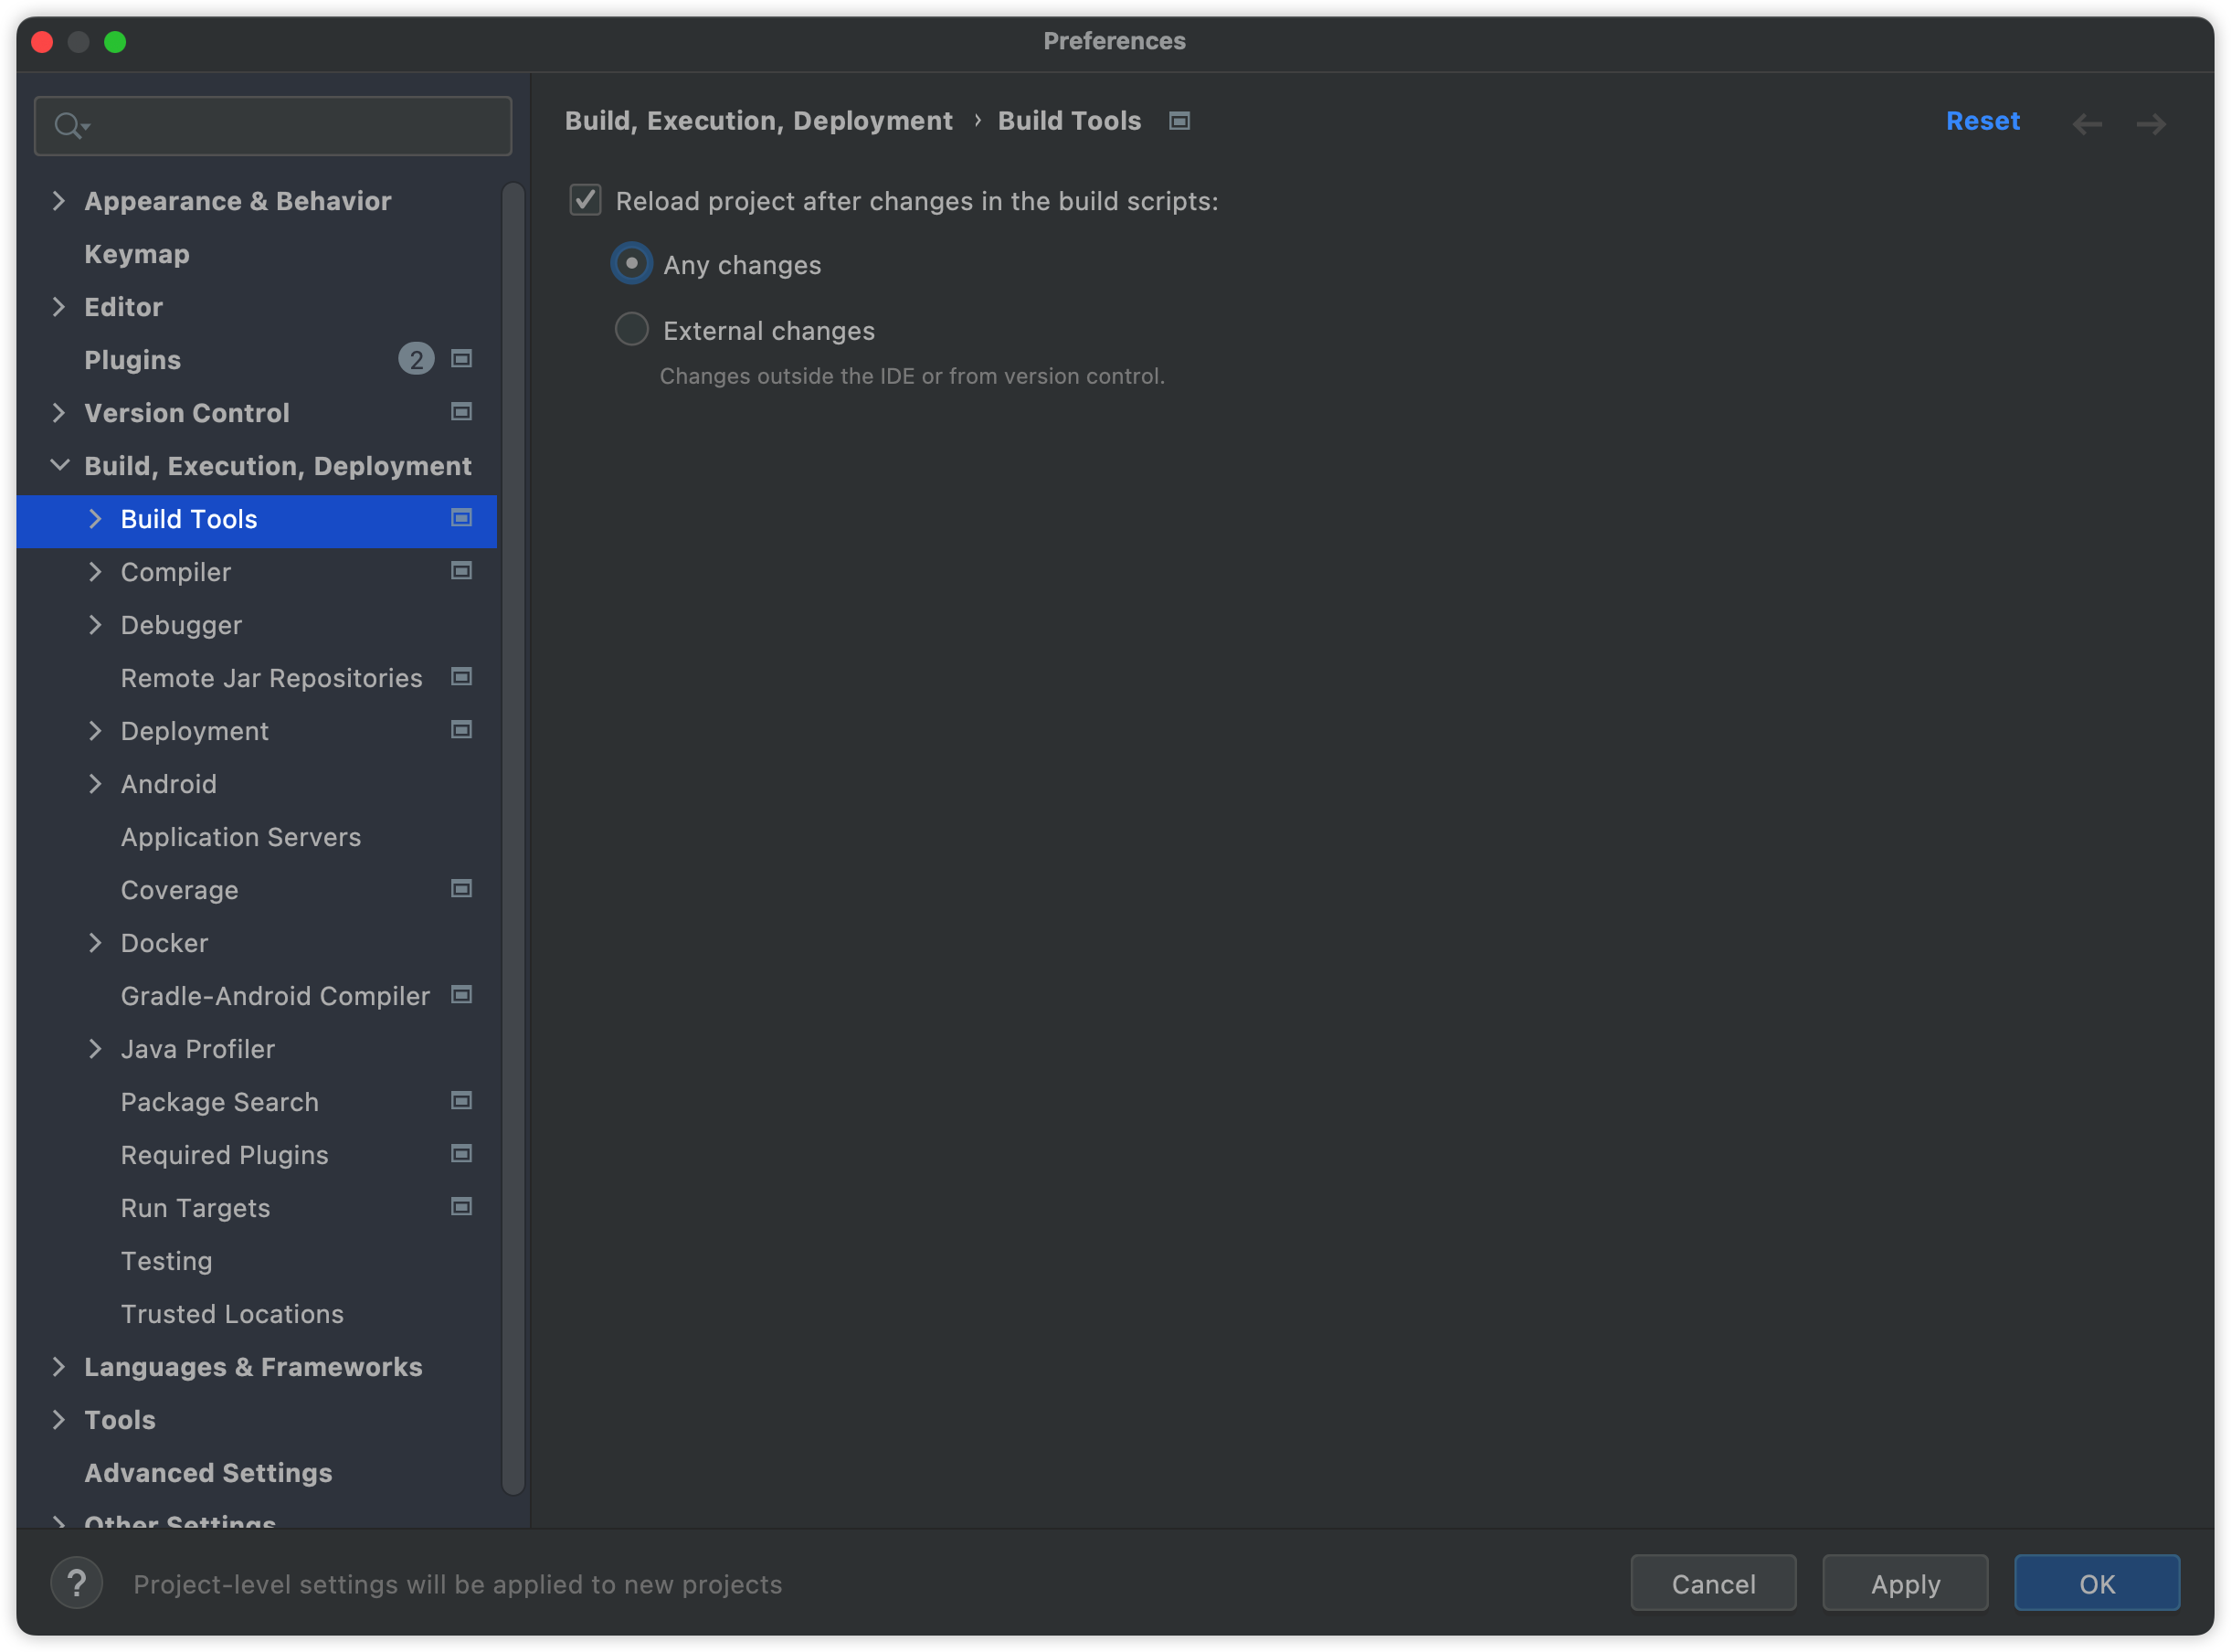 Preferences
Build, Execution, Deployment › Build Tools
Reset
Appearance & Behavior
Keymap
Editor
Plugins 2
Version Control
Build, Execution, Deployment
Build Tools
Compiler
Debugger
Remote Jar Repositories
Deployment
Android
Application Servers
Coverage
Docker
Gradle-Android Compiler
Java Profiler
Package Search
Required Plugins
Run Targets
Testing
Trusted Locations
Languages & Frameworks
Tools
Advanced Settings
Other Settings
Reload project after changes in the build scripts:
Any changes
External changes
Changes outside the IDE or from version control.
? Project-level settings will be applied to new projects
Cancel
Apply
OK